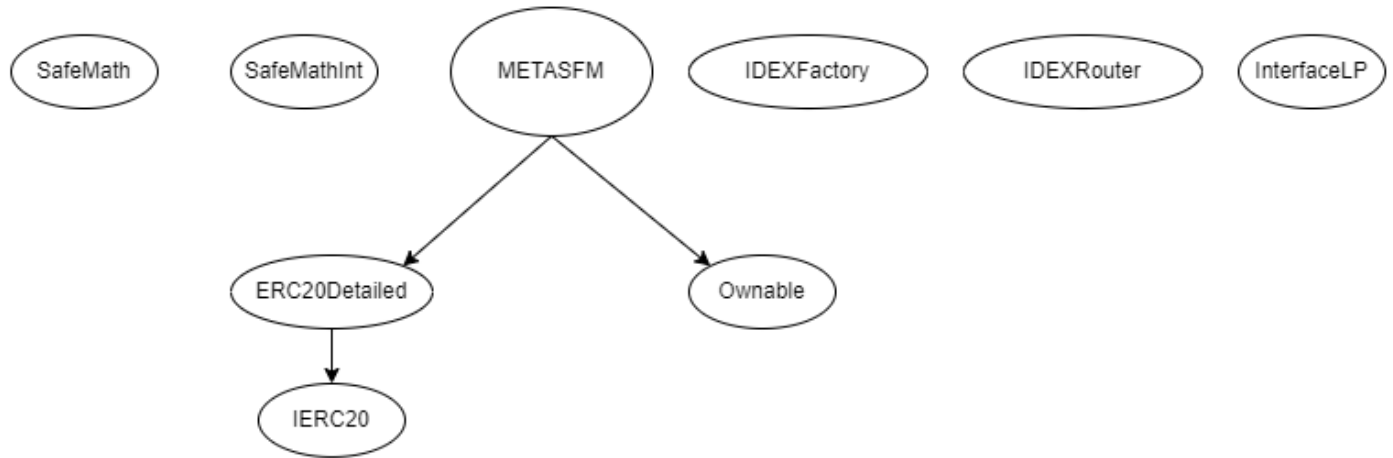 SafeMath
SafeMathInt
METASFM
IDEXFactory
IDEXRouter
InterfaceLP
ERC20Detailed
Ownable
IERC20